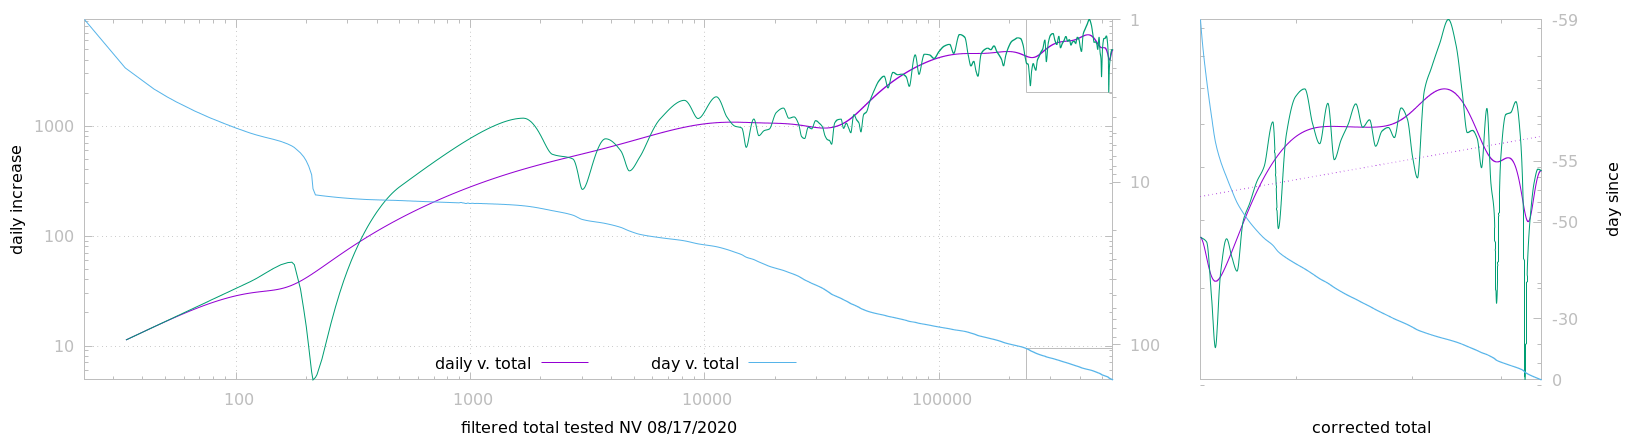 daily increase
1000
100
10
100
1000
10000
100000
1
10
100
daily v. total
day v. total
filtered total tested NV 08/17/2020
-59
-55
-50
-30
0
day since
corrected total